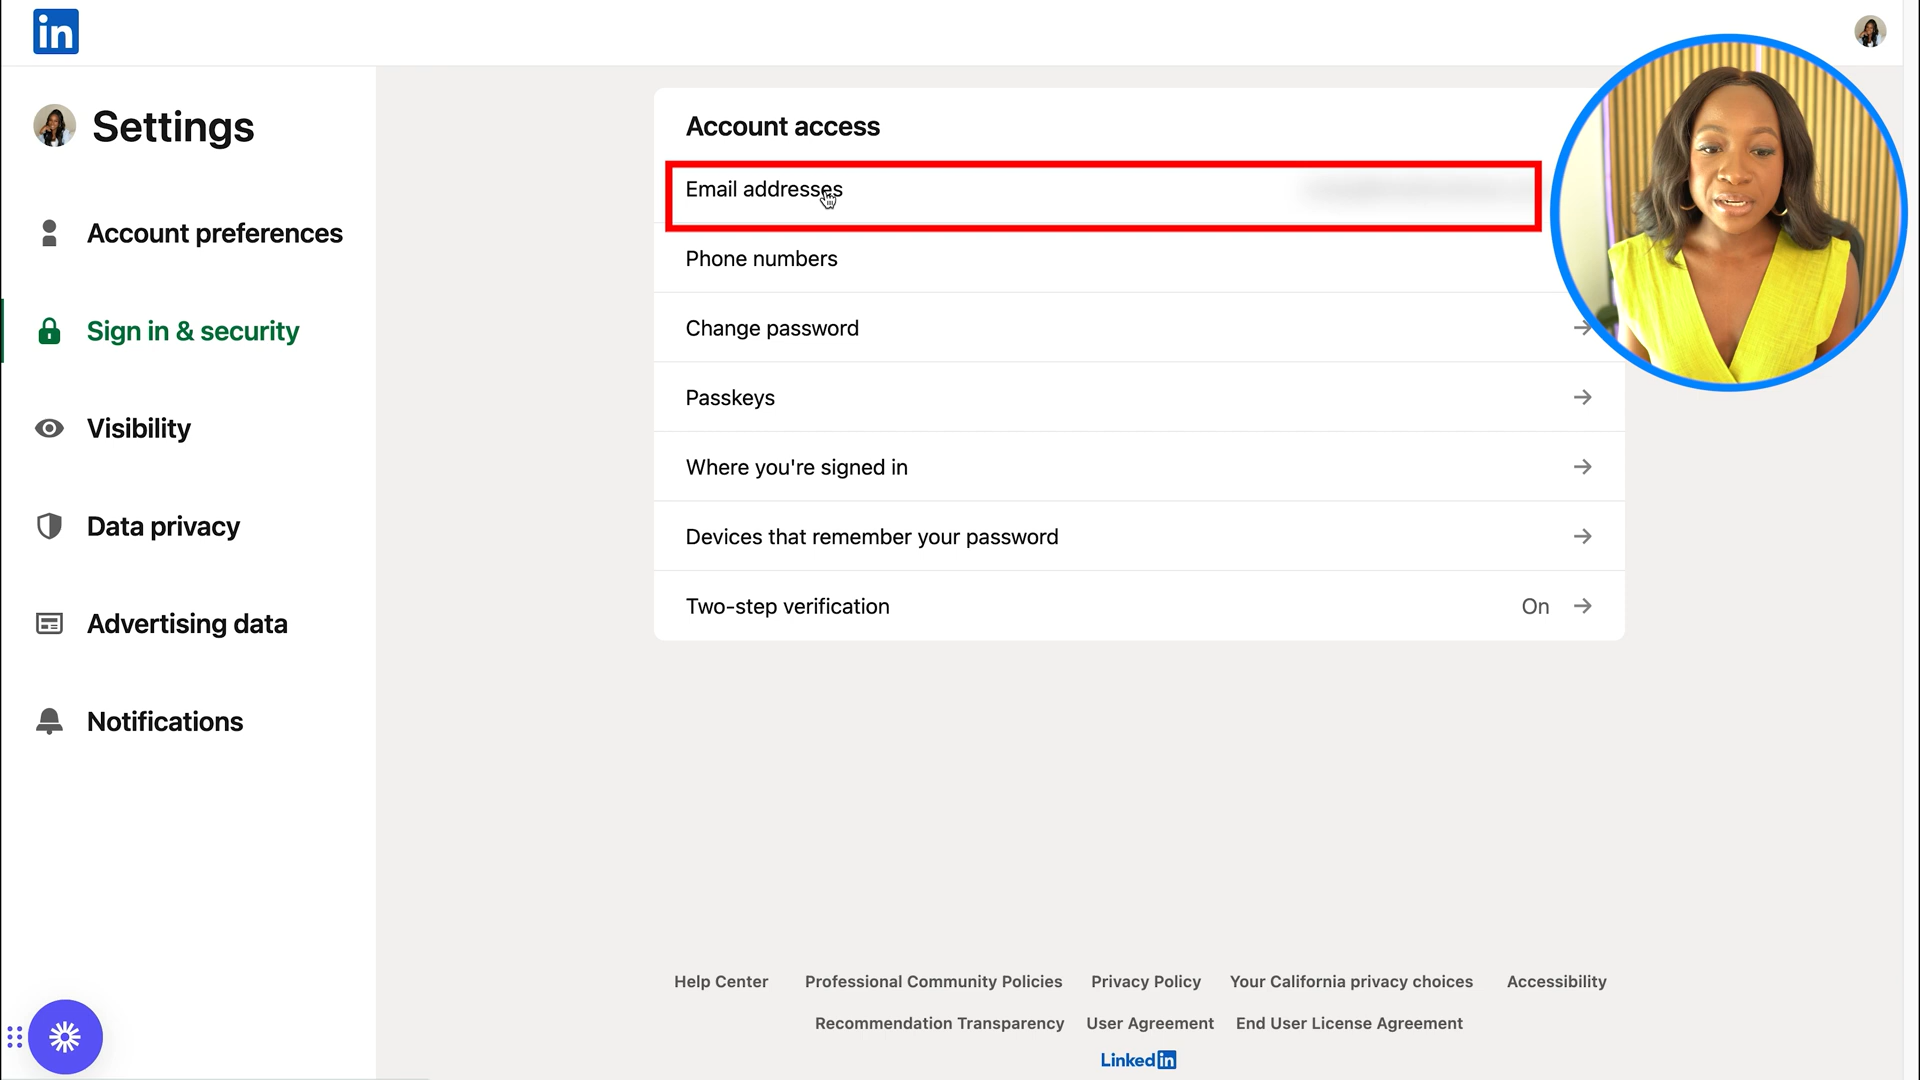 in
Settings
Account preferences
Sign in & security
Visibility
Data privacy
Advertising data
Notifications
Account access
Email addresses
Phone numbers
Change password
Passkeys
Where you're signed in
Devices that remember your password
Two-step verification On
Help Center Professional Community Policies Privacy Policy Your California privacy choices Accessibility
Recommendation Transparency User Agreement End User License Agreement
Linkedin